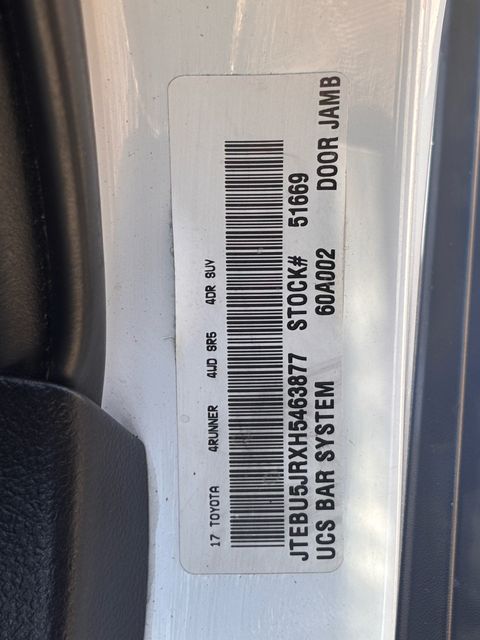 17 TOYOTA 4RUNNER 4WD SR5 4DR SUV
JTEBU5JRXH5463877 STOCK# 51669
UCS BAR SYSTEM 60A002 DOOR JAMB